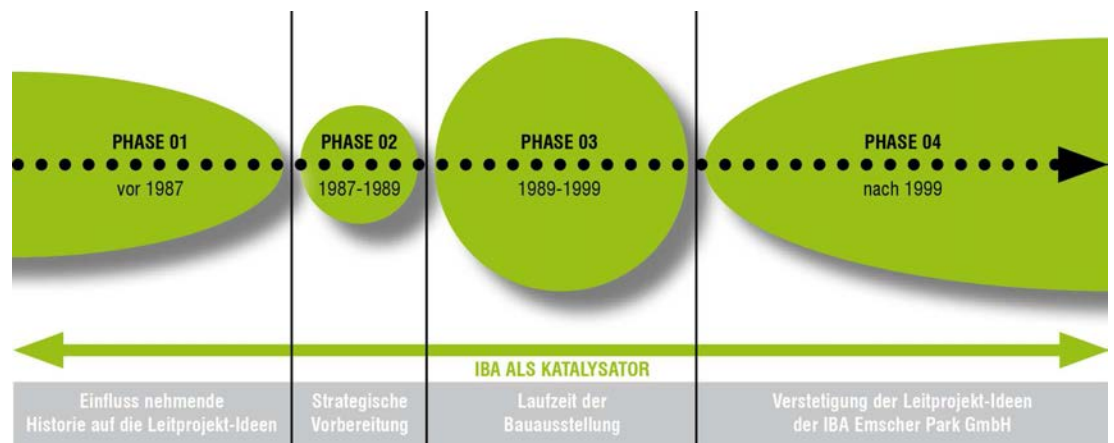 PHASE 01
vor 1987
PHASE 02
1987-1989
PHASE 03
1989-1999
PHASE 04
nach 1999
IBA ALS KATALYSATOR
Einfluss nehmende
Historie auf die Leitprojekt-Ideen
Strategische
Vorbereitung
Laufzeit der
Bauausstellung
Verstetigung der Leitprojekt-Ideen
der IBA Emscher Park GmbH